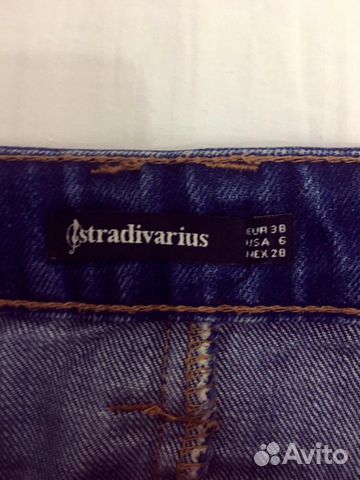 stradivarius
EUR 38
USA 6
MEX 28
Avito